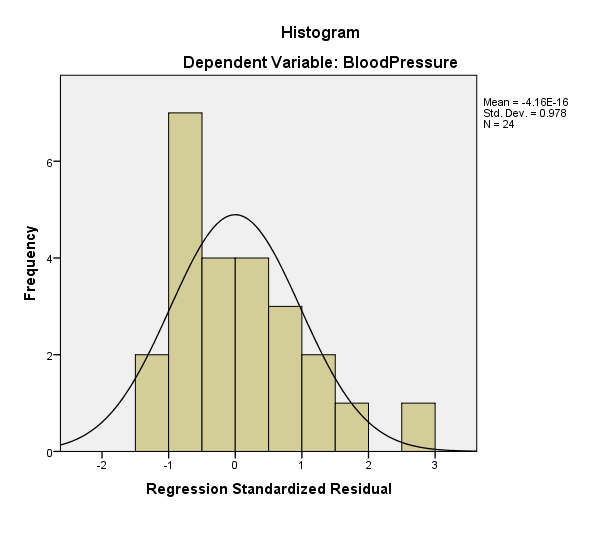 Histogram
Dependent Variable: BloodPressure
Mean = -4.16E-16
Std. Dev. = 0.978
N = 24
Frequency
6
4
2
0
-2 -1 0 1 2 3
Regression Standardized Residual